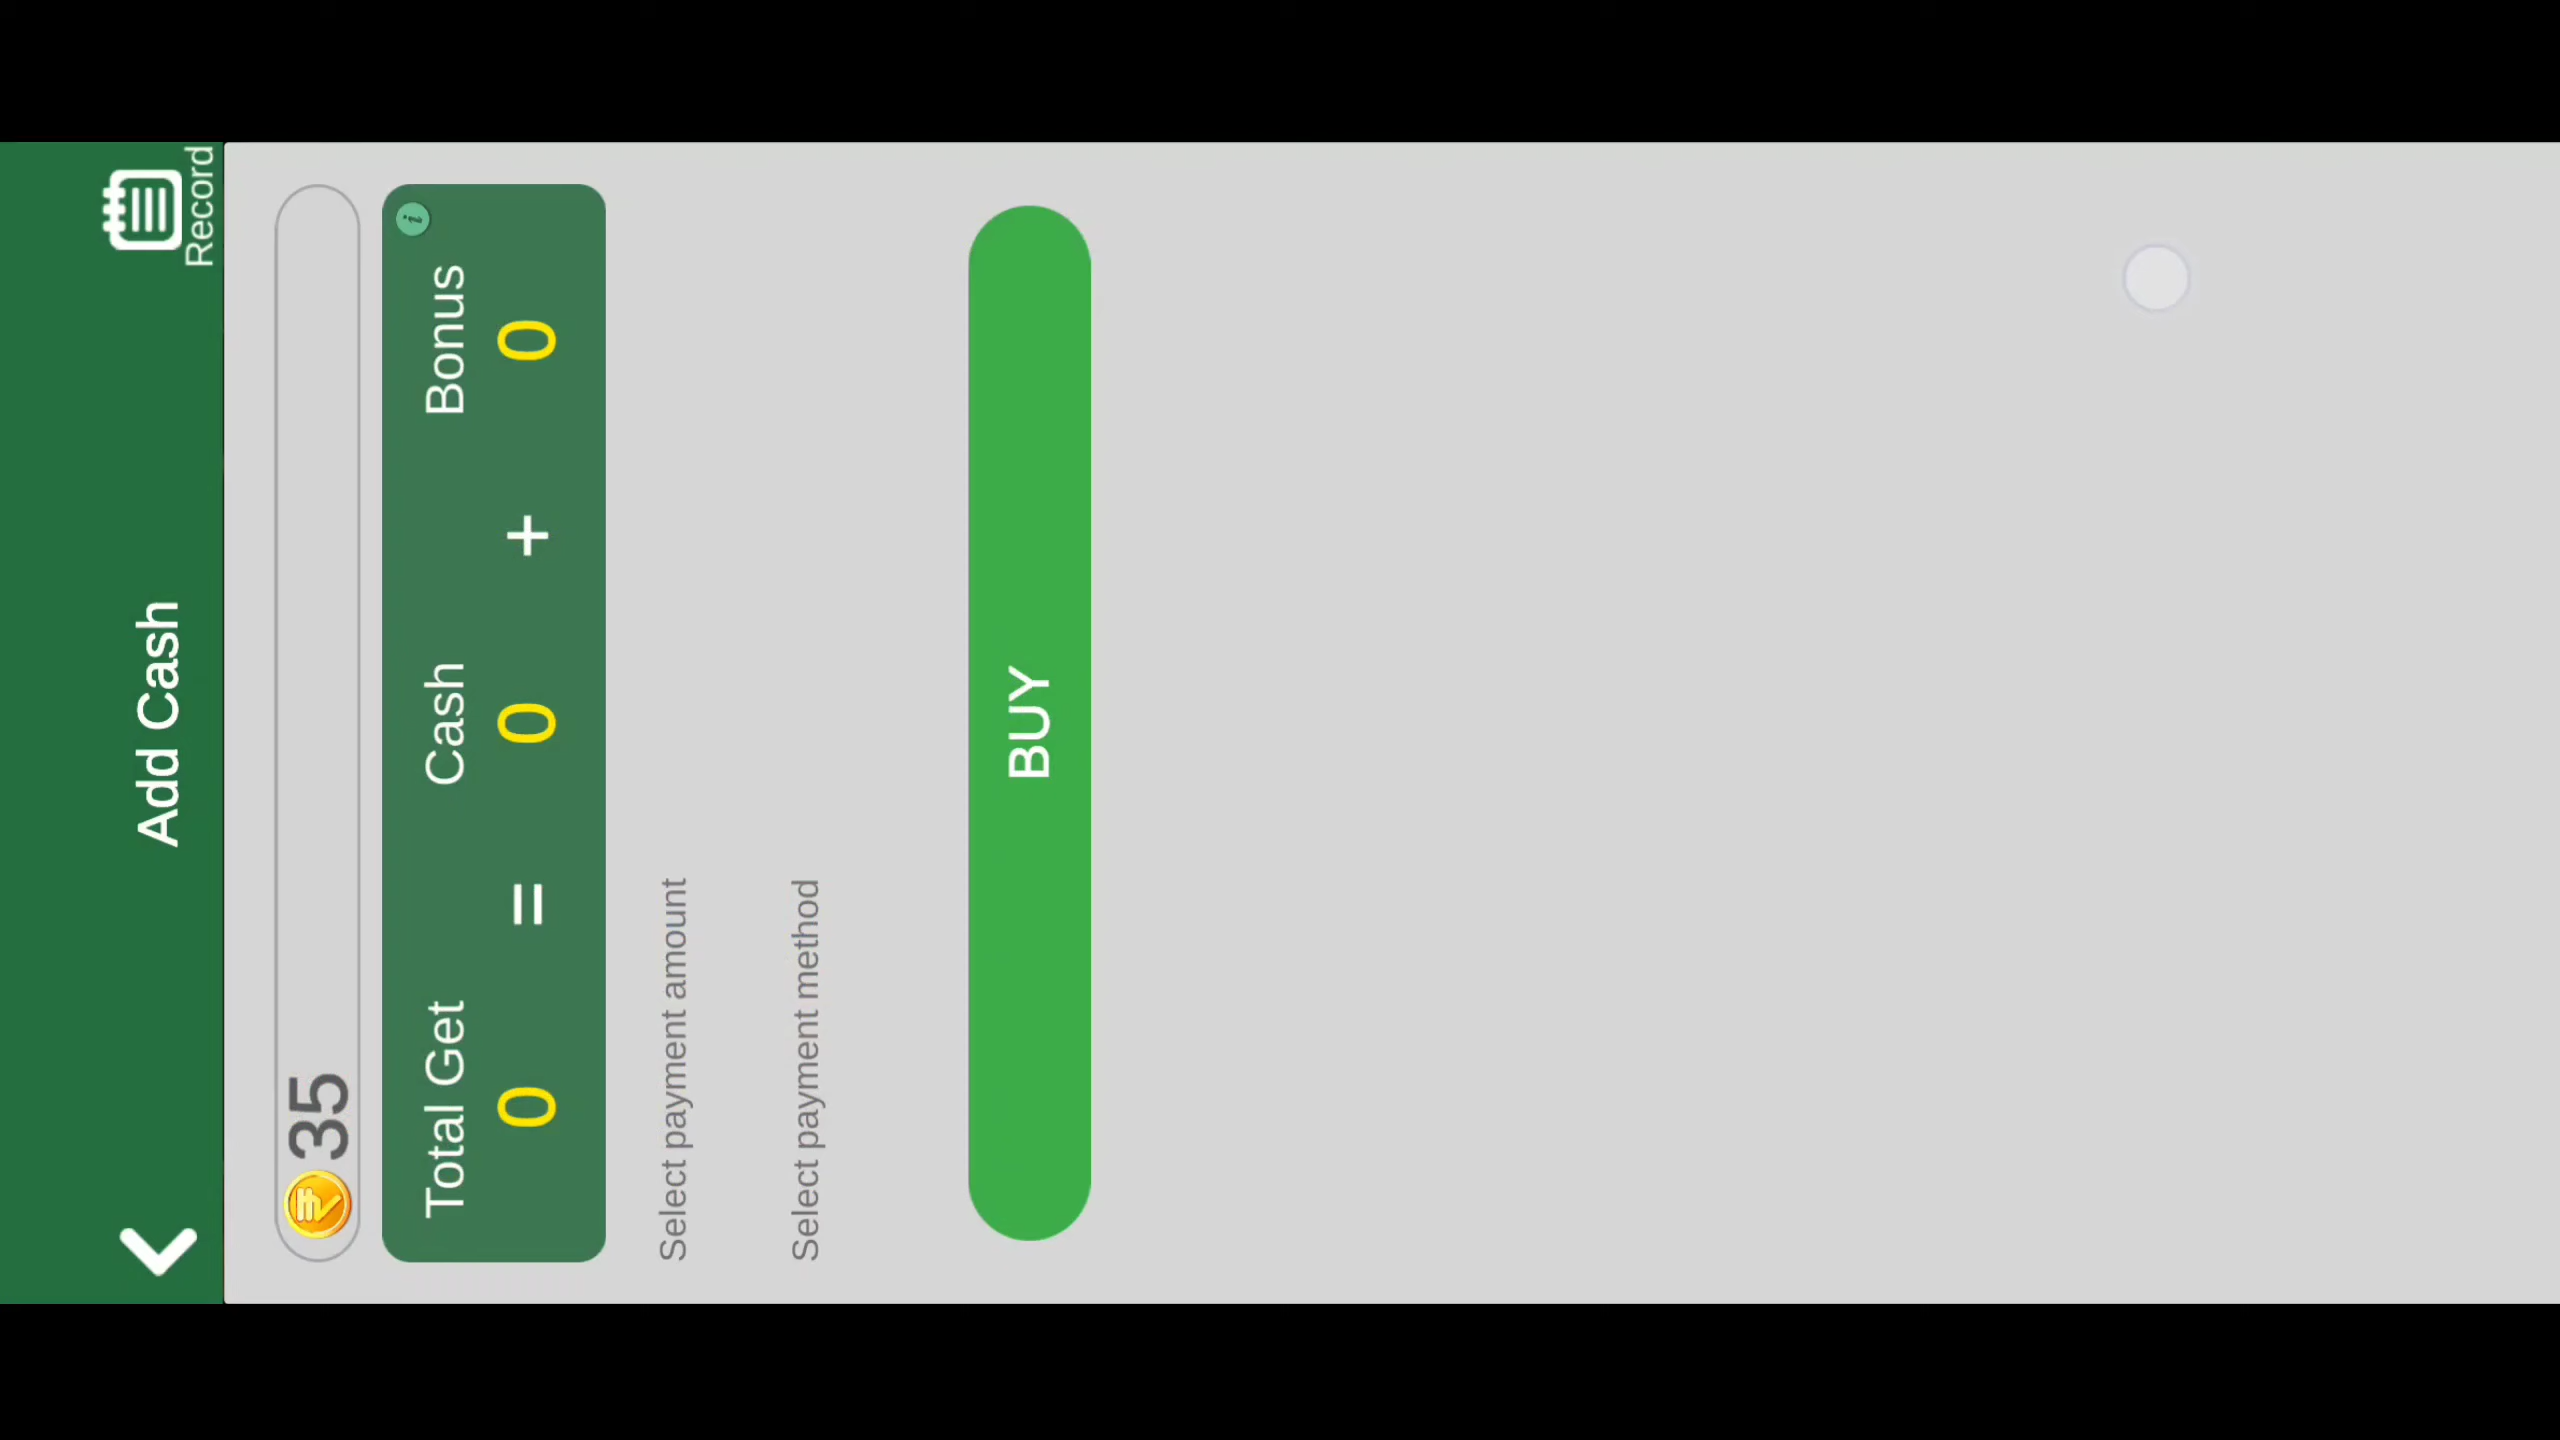 Add Cash
Record
35
Total Get Cash Bonus
0 = 0 + 0
Select payment amount
Select payment method
BUY